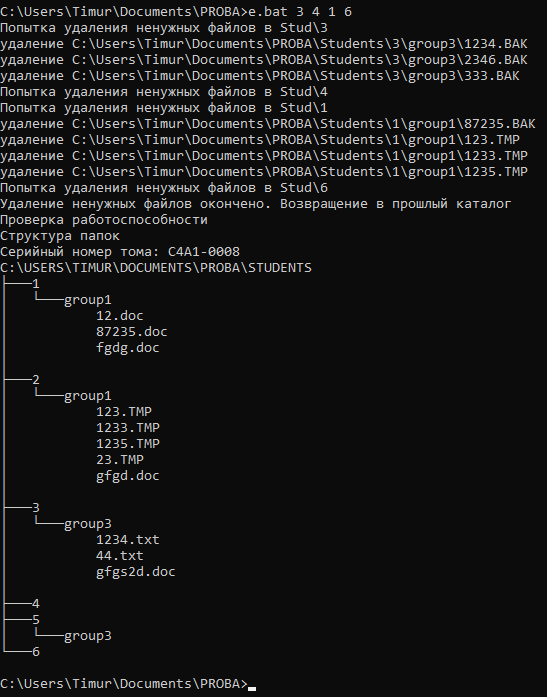 C:\Users\Timur\Documents\PROBA>e.bat 3 4 1 6
Попытка удаления ненужных файлов в Stud\3
удаление C:\Users\Timur\Documents\PROBA\Students\3\group3\1234.BAK
удаление C:\Users\Timur\Documents\PROBA\Students\3\group3\2346.BAK
удаление C:\Users\Timur\Documents\PROBA\Students\3\group3\333.BAK
Попытка удаления ненужных файлов в Stud\4
Попытка удаления ненужных файлов в Stud\1
удаление C:\Users\Timur\Documents\PROBA\Students\1\group1\87235.BAK
удаление C:\Users\Timur\Documents\PROBA\Students\1\group1\123.TMP
удаление C:\Users\Timur\Documents\PROBA\Students\1\group1\1233.TMP
удаление C:\Users\Timur\Documents\PROBA\Students\1\group1\1235.TMP
Попытка удаления ненужных файлов в Stud\6
Удаление ненужных файлов окончено. Возвращение в прошлый каталог
Проверка работоспособности
Структура папок
Серийный номер тома: C4A1-0008
C:\USERS\TIMUR\DOCUMENTS\PROBA\STUDENTS
├───1
│   └───group1
│           12.doc
│           87235.doc
│           fgdg.doc
│
├───2
│   └───group1
│           123.TMP
│           1233.TMP
│           1235.TMP
│           23.TMP
│           gfgd.doc
│
├───3
│   └───group3
│           1234.txt
│           44.txt
│           gfgs2d.doc
│
├───4
├───5
│   └───group3
└───6
C:\Users\Timur\Documents\PROBA>